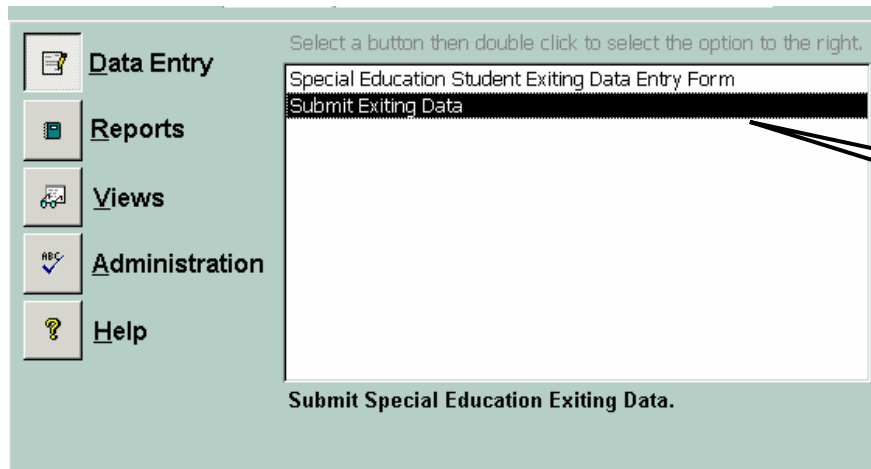 Select a button then double click to select the option to the right.
Data Entry
Reports
Views
Administration
Help
Special Education Student Exiting Data Entry Form
Submit Exiting Data
ABC
?
Submit Special Education Exiting Data.